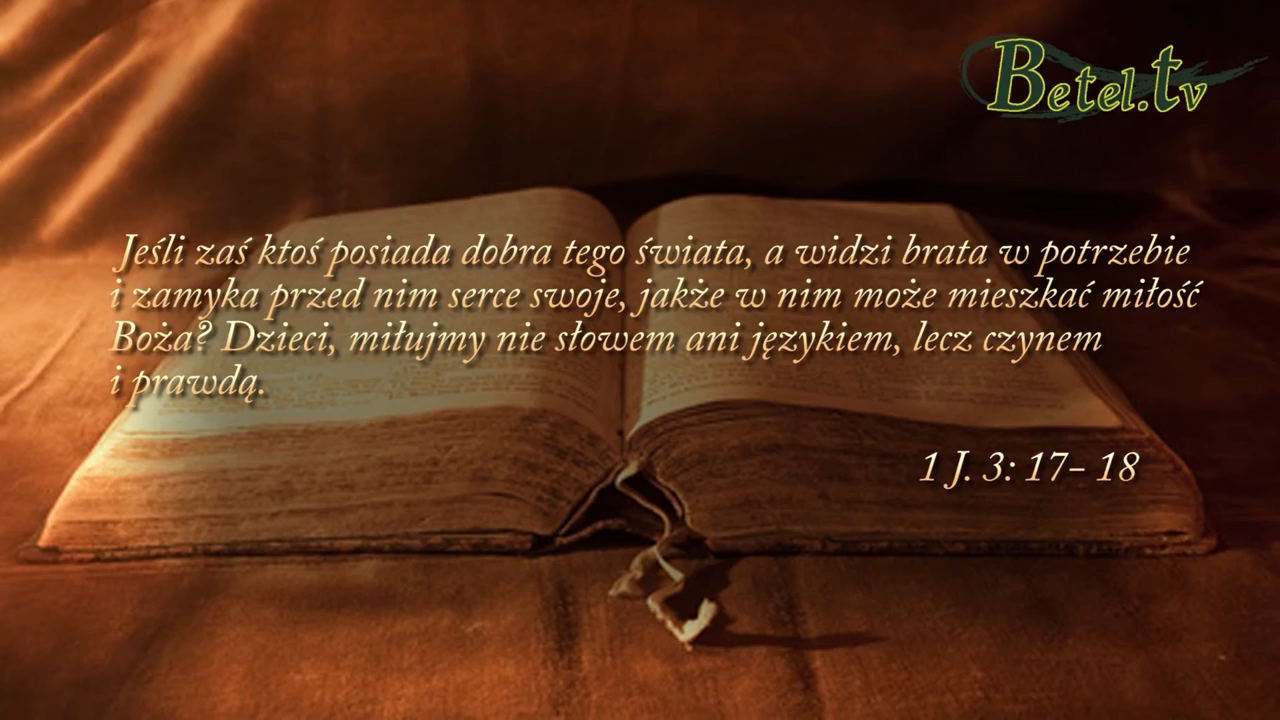 Betel.tv
Jeśli zaś ktoś posiada dobra tego świata, a widzi brata w potrzebie
i zamyka przed nim serce swoje, jakże w nim może mieszkać miłość
Boża? Dzieci, miłujmy nie słowem ani językiem, lecz czynem
i prawdą.
1 J. 3: 17- 18